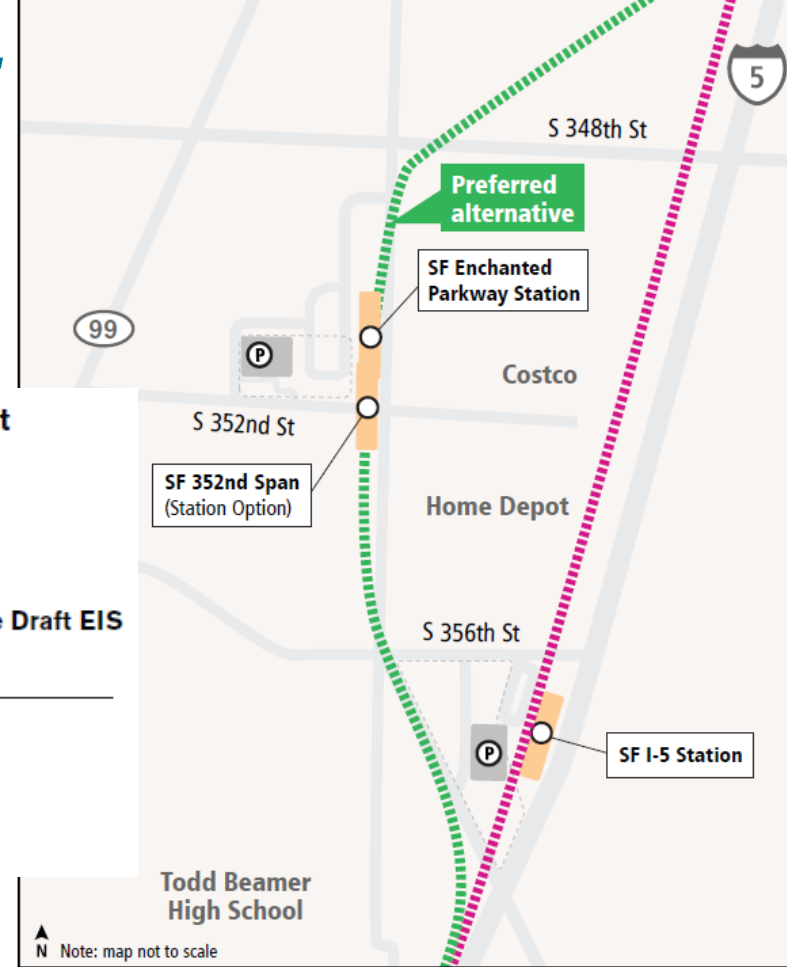 5
S 348th St
Preferred
alternative
SF Enchanted
Parkway Station
99
P
Costco
S 352nd St
SF 352nd Span
(Station Option)
Home Depot
Draft EIS
S 356th St
P
SF I-5 Station
Todd Beamer
High School
N Note: map not to scale